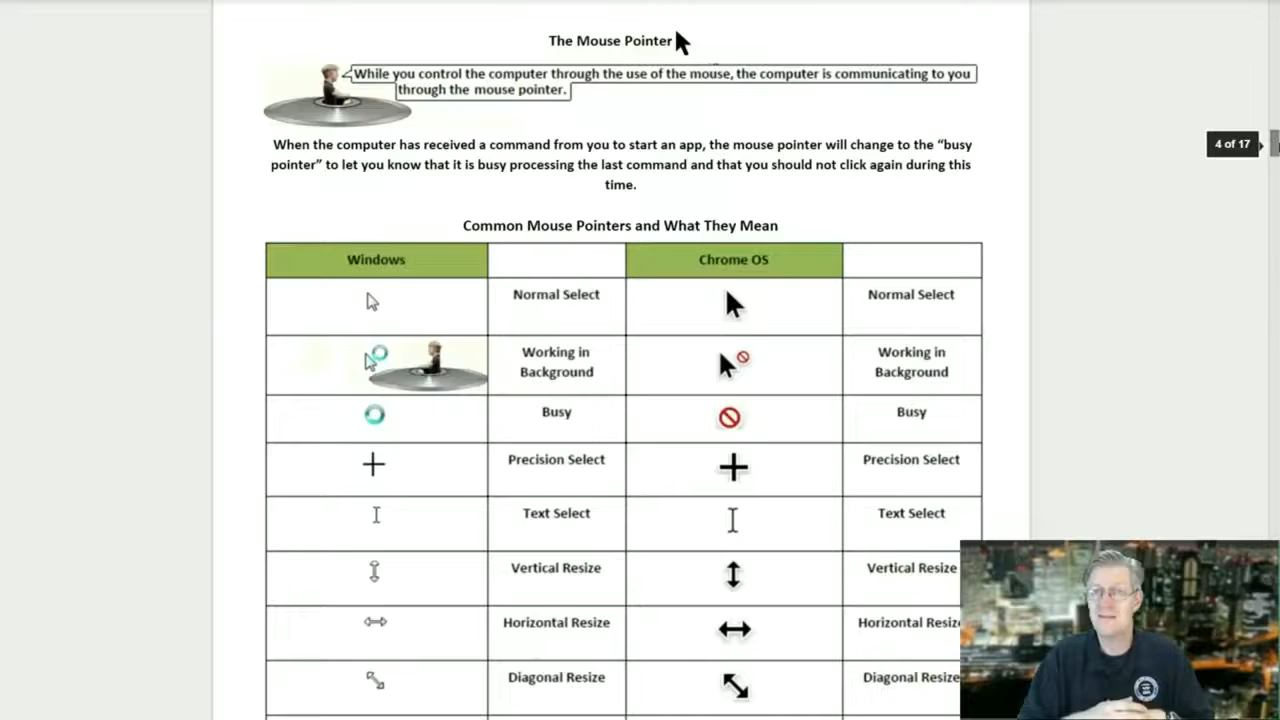 The Mouse Pointer
While you control the computer through the use of the mouse, the computer is communicating to you
through the mouse pointer.
4 of 17
When the computer has received a command from you to start an app, the mouse pointer will change to the “busy
pointer” to let you know that it is busy processing the last command and that you should not click again during this
time.
Common Mouse Pointers and What They Mean
Windows
Chrome OS
Normal Select
Normal Select
Working in
Background
Working in
Background
Busy
Busy
Precision Select
Precision Select
Text Select
Text Select
Vertical Resize
Vertical Resize
Horizontal Resize
Horizontal Resize
Diagonal Resize
Diagonal Resize